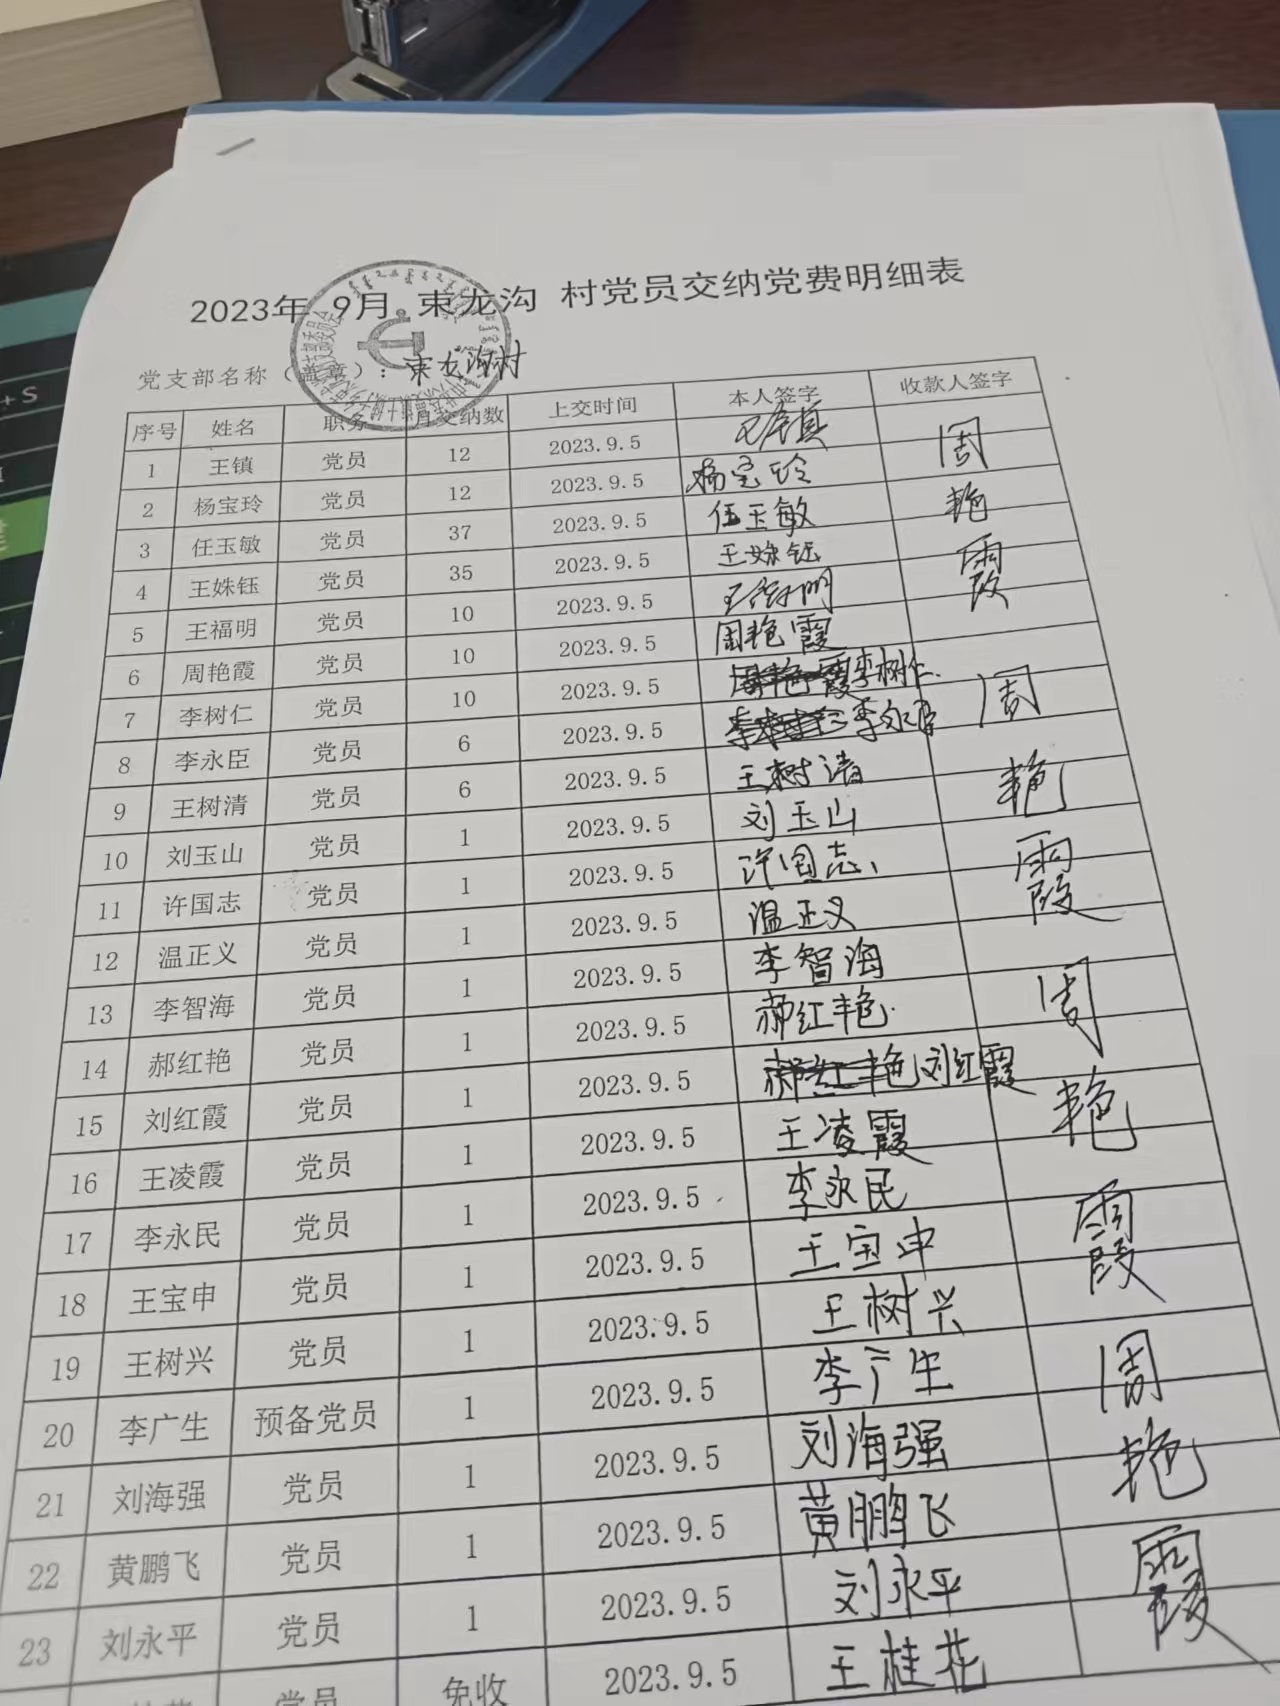 2023年 9月 束龙沟 村党员交纳党费明细表
党支部名称（盖章）：束龙沟村
序号 姓名 职务 月交纳数 上交时间 本人签字 收款人签字
1 王镇 党员 12 2023.9.5 王镇 周
2 杨宝玲 党员 12 2023.9.5 杨宝玲 艳
3 任玉敏 党员 37 2023.9.5 任玉敏 霞
4 王姝钰 党员 35 2023.9.5 王姝钰
5 王福明 党员 10 2023.9.5 王福明
6 周艳霞 党员 10 2023.9.5 周艳霞
7 李树仁 党员 10 2023.9.5 周艳霞 李树仁 周
8 李永臣 党员 6 2023.9.5 李树仁 李永臣
9 王树清 党员 6 2023.9.5 王树清 艳
10 刘玉山 党员 1 2023.9.5 刘玉山
11 许国志 党员 1 2023.9.5 许国志 霞
12 温正义 党员 1 2023.9.5 温正义
13 李智海 党员 1 2023.9.5 李智海
14 郝红艳 党员 1 2023.9.5 郝红艳 周
15 刘红霞 党员 1 2023.9.5 郝红艳 刘红霞
16 王凌霞 党员 1 2023.9.5 王凌霞 艳
17 李永民 党员 1 2023.9.5 李永民
18 王宝申 党员 1 2023.9.5 王宝申 霞
19 王树兴 党员 1 2023.9.5 王树兴
20 李广生 预备党员 1 2023.9.5 李广生 周
21 刘海强 党员 1 2023.9.5 刘海强 艳
22 黄鹏飞 党员 1 2023.9.5 黄鹏飞
23 刘永平 党员 1 2023.9.5 刘永平 霞
党员 免收 2023.9.5 王桂花